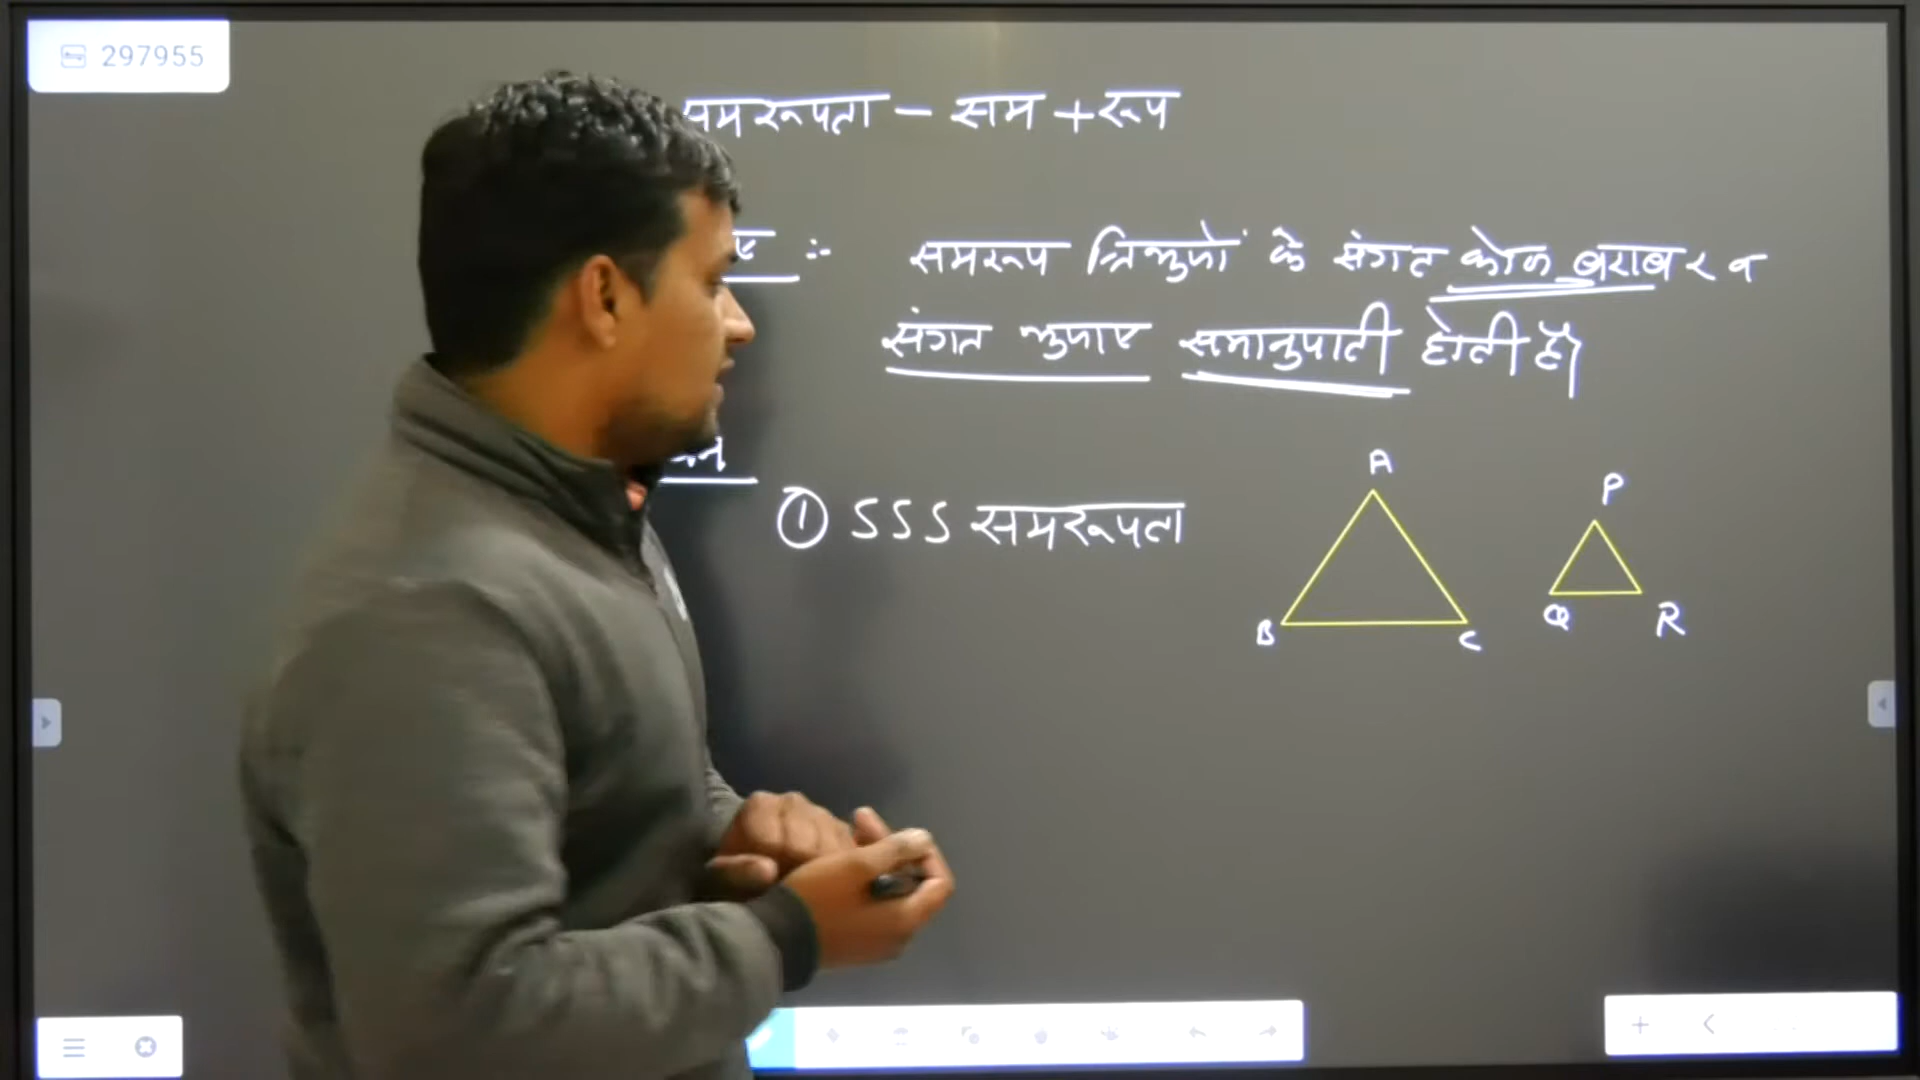 297955
समरूपता - सम + रूप
:- समरूप त्रिभुजों के संगत कोण बराबर व
संगत भुजाए समानुपाती होती है।
① SSS समरूपता
A
P
B
C
Q
R